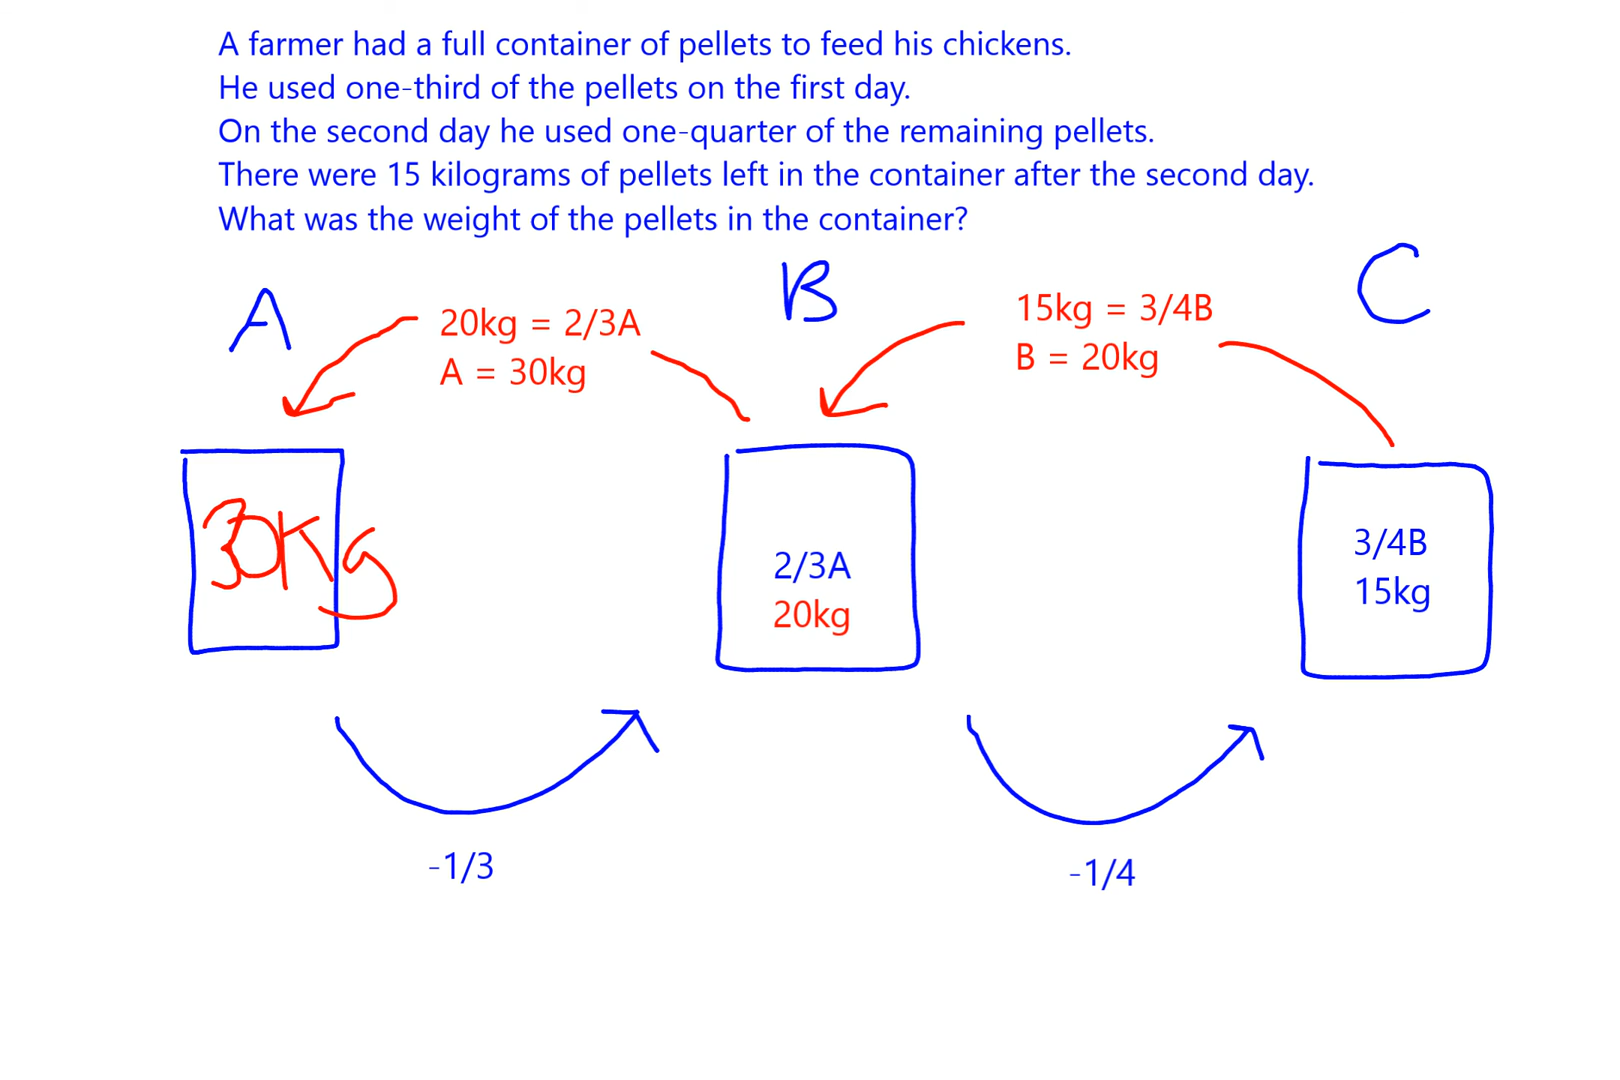 A farmer had a full container of pellets to feed his chickens.
He used one-third of the pellets on the first day.
On the second day he used one-quarter of the remaining pellets.
There were 15 kilograms of pellets left in the container after the second day.
What was the weight of the pellets in the container?
A
20kg = 2/3A
A = 30kg
B
15kg = 3/4B
B = 20kg
C
30Kg
2/3A
20kg
3/4B
15kg
-1/3
-1/4